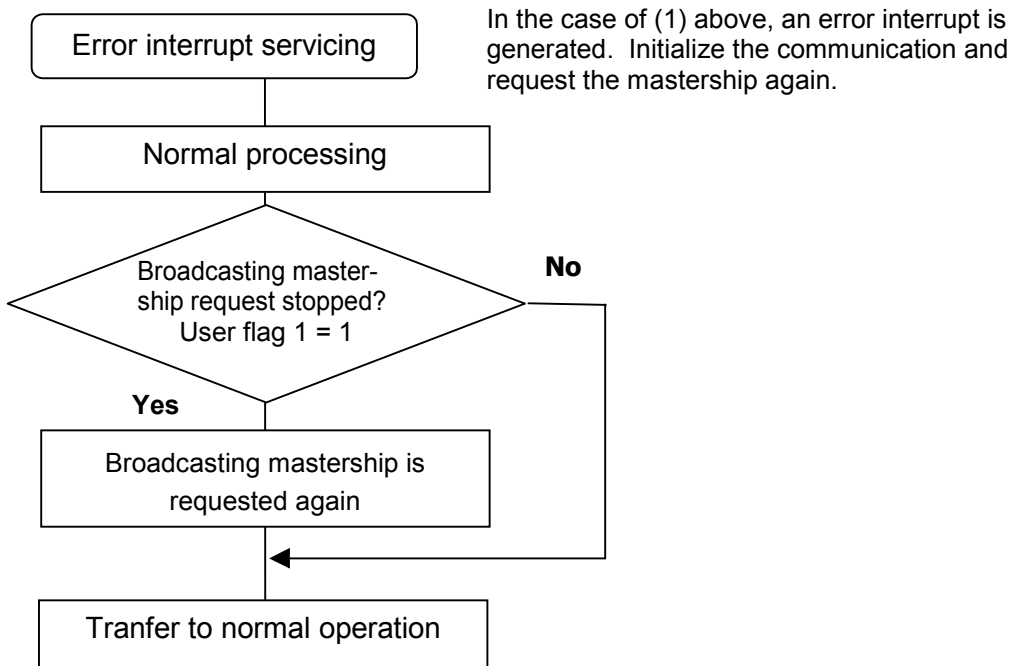 Error interrupt servicing
In the case of (1) above, an error interrupt is
generated. Initialize the communication and
request the mastership again.
Normal processing
Broadcasting master-
ship request stopped?
User flag 1 = 1
No
Yes
Broadcasting mastership is
requested again
Tranfer to normal operation